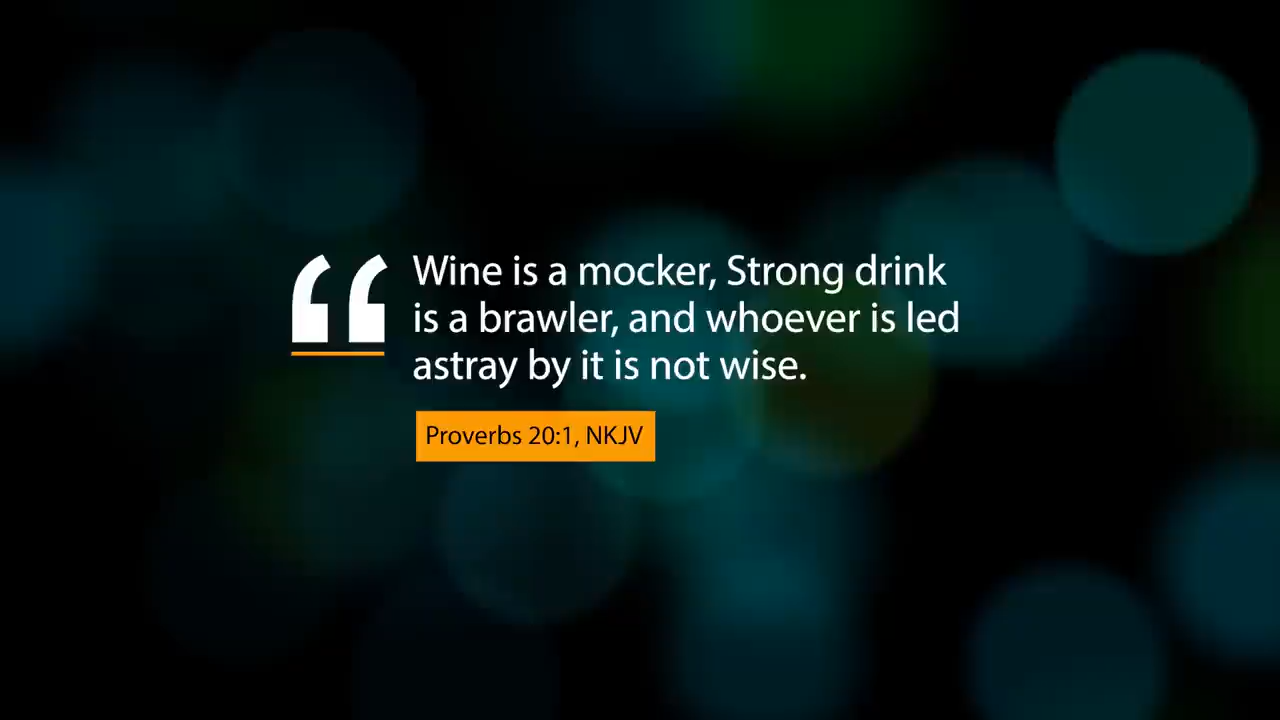 “
Wine is a mocker, Strong drink
is a brawler, and whoever is led
astray by it is not wise.
Proverbs 20:1, NKJV